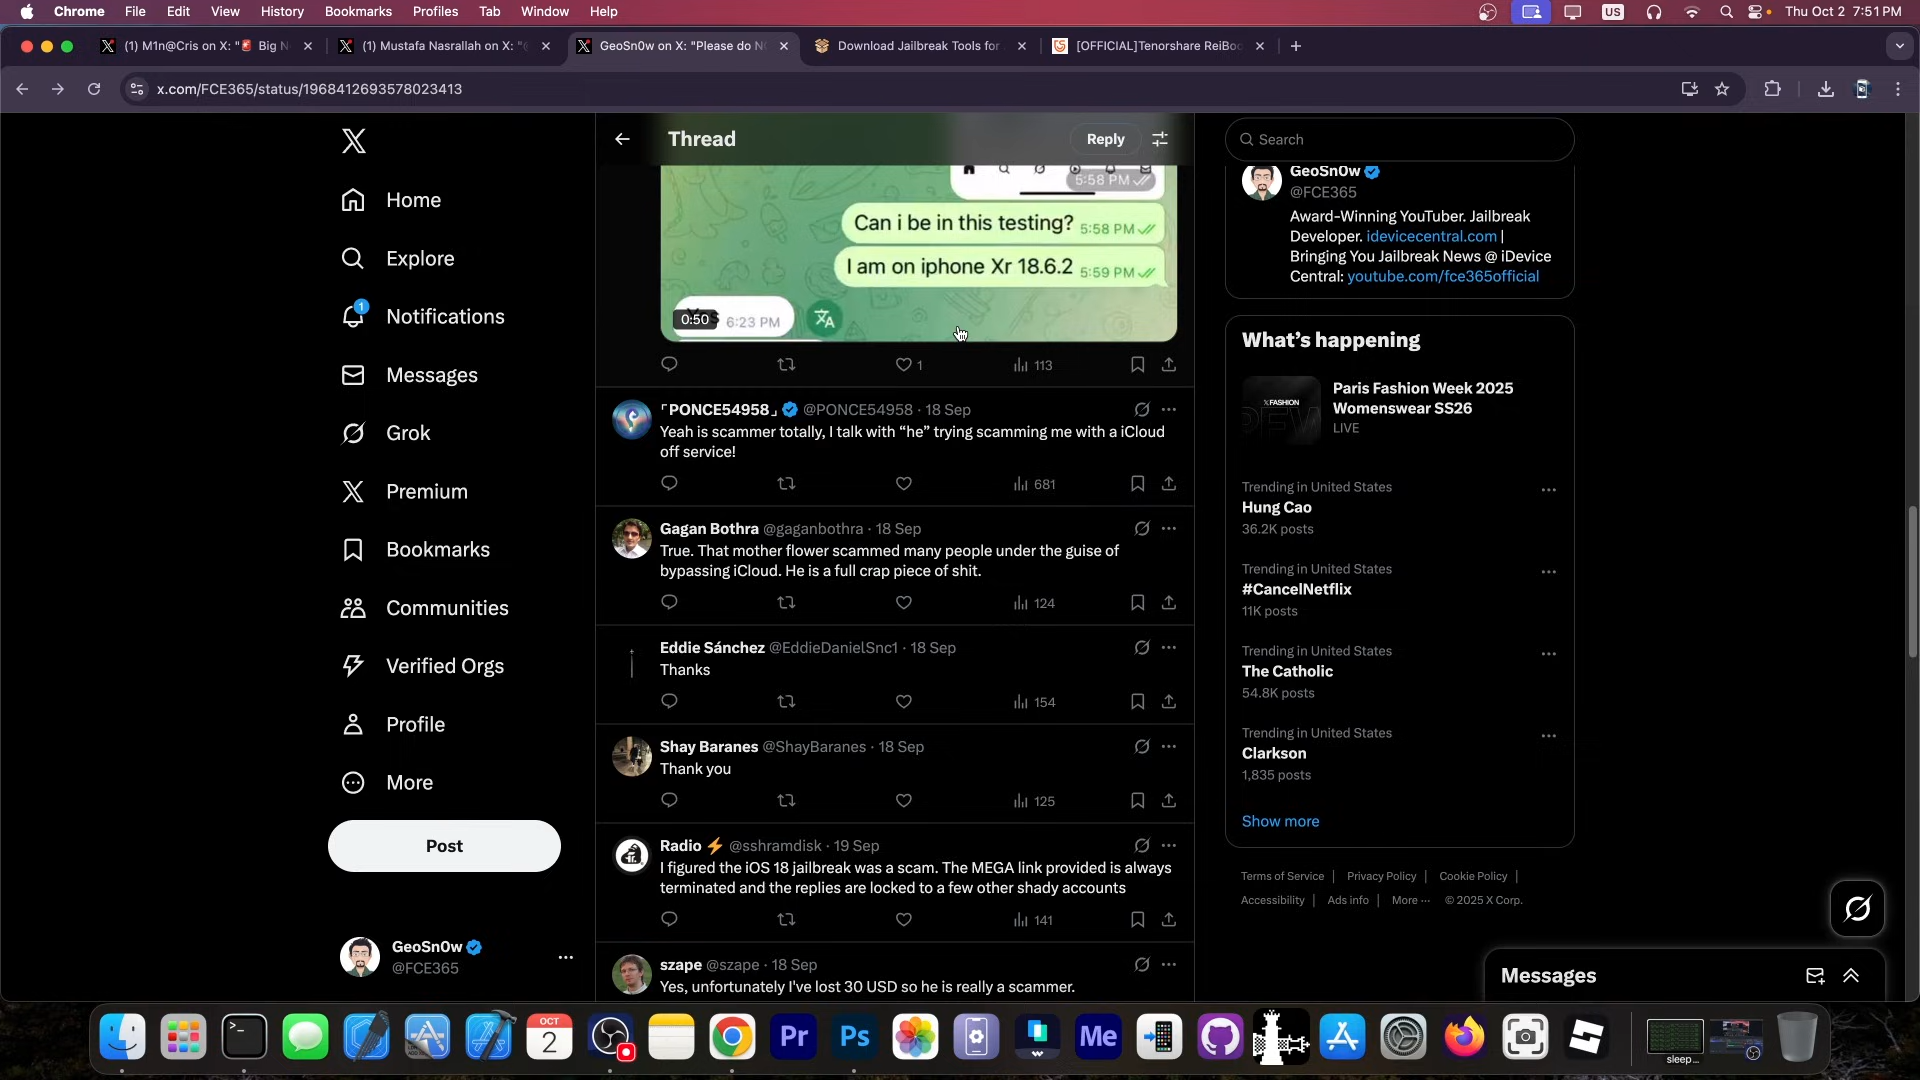 Chrome File Edit View History Bookmarks Profiles Tab Window Help US Thu Oct 2 7:51 PM
(1) M1n@Cris on X: "🚨 Big N (1) Mustafa Nasrallah on X: "@ GeoSn0w on X: "Please do NO Download Jailbreak Tools for [OFFICIAL]Tenorshare ReiBoo
x.com/FCE365/status/1968412693578023413
Thread Reply
Search
Home
Explore
1
Notifications
Messages
Grok
Premium
Bookmarks
Communities
Verified Orgs
Profile
More
Post
GeoSn0w
@FCE365
5:58 PM
Can i be in this testing? 5:58 PM
I am on iphone Xr 18.6.2 5:59 PM
0:50 6:23 PM
1 113
「PONCE54958」 @PONCE54958 · 18 Sep
Yeah is scammer totally, I talk with “he” trying scamming me with a iCloud
off service!
681
Gagan Bothra @gaganbothra · 18 Sep
True. That mother flower scammed many people under the guise of
bypassing iCloud. He is a full crap piece of shit.
124
Eddie Sánchez @EddieDanielSnc1 · 18 Sep
Thanks
154
Shay Baranes @ShayBaranes · 18 Sep
Thank you
125
Radio ⚡ @sshramdisk · 19 Sep
I figured the iOS 18 jailbreak was a scam. The MEGA link provided is always
terminated and the replies are locked to a few other shady accounts
141
szape @szape · 18 Sep
Yes, unfortunately I've lost 30 USD so he is really a scammer.
GeoSn0w
@FCE365
Award-Winning YouTuber. Jailbreak
Developer. idevicecentral.com |
Bringing You Jailbreak News @ iDevice
Central: youtube.com/fce365official
What’s happening
Paris Fashion Week 2025
Womenswear SS26
LIVE
Trending in United States
Hung Cao
36.2K posts
Trending in United States
#CancelNetflix
11K posts
Trending in United States
The Catholic
54.8K posts
Trending in United States
Clarkson
1,835 posts
Show more
Terms of Service | Privacy Policy | Cookie Policy |
Accessibility | Ads info | More ··· © 2025 X Corp.
Messages
OCT
2
Pr Ps Me
sleep...